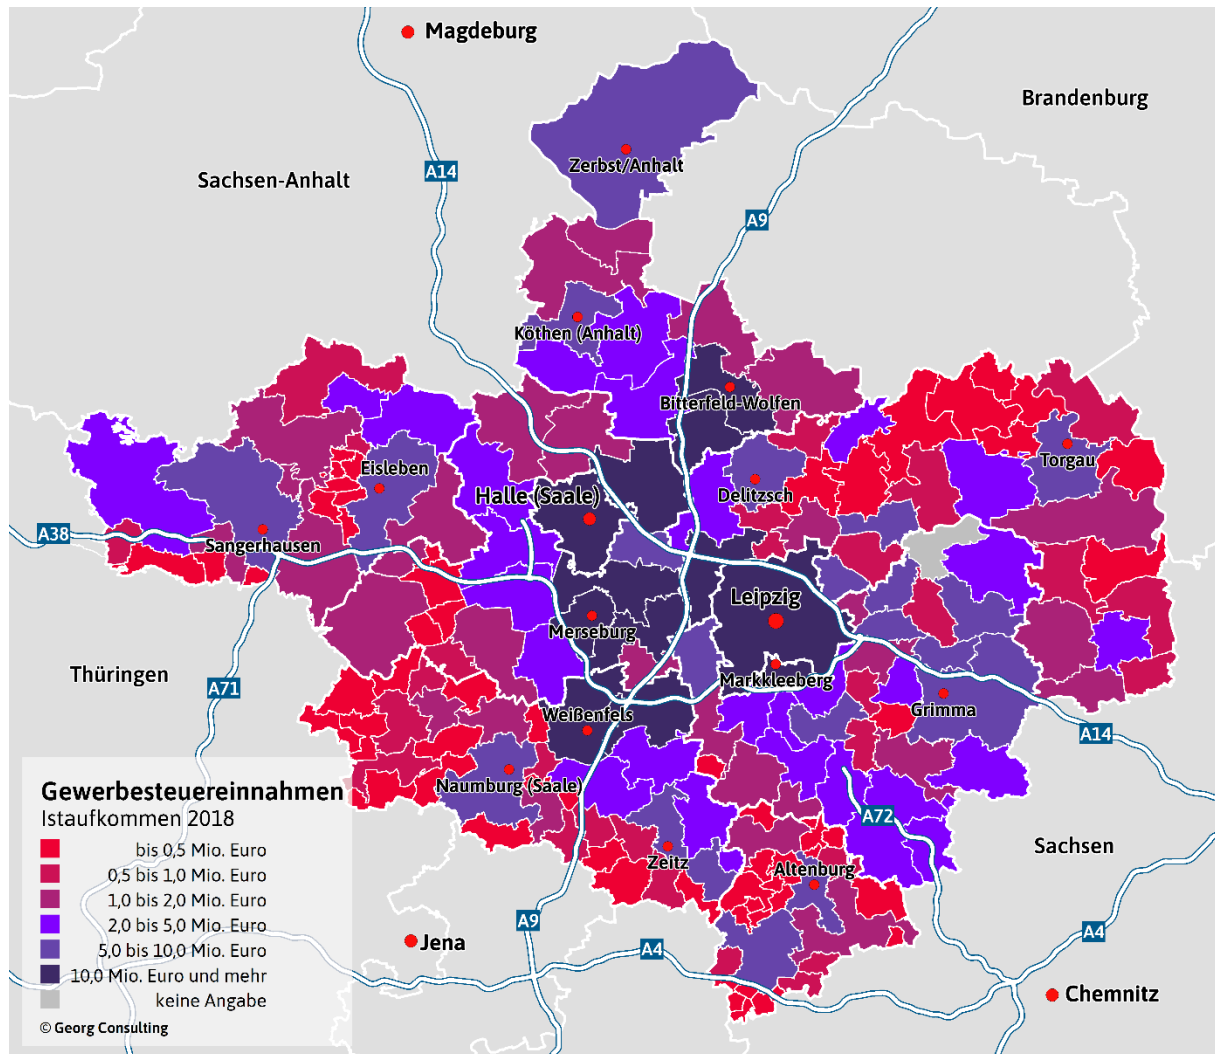 Magdeburg
Brandenburg
A14
Sachsen-Anhalt
Zerbst/Anhalt
A9
Köthen (Anhalt)
Bitterfeld-Wolfen
Eisleben
Torgau
Halle (Saale)
Delitzsch
A38
Sangerhausen
Leipzig
Merseburg
Thüringen
Markkleeberg
A71
Weißenfels
Grimma
A14
Naumburg (Saale)
A72
Sachsen
Zeitz
Altenburg
A9
A4
A4
Jena
Chemnitz
Gewerbesteuereinnahmen
Istaufkommen 2018
bis 0,5 Mio. Euro
0,5 bis 1,0 Mio. Euro
1,0 bis 2,0 Mio. Euro
2,0 bis 5,0 Mio. Euro
5,0 bis 10,0 Mio. Euro
10,0 Mio. Euro und mehr
keine Angabe
© Georg Consulting